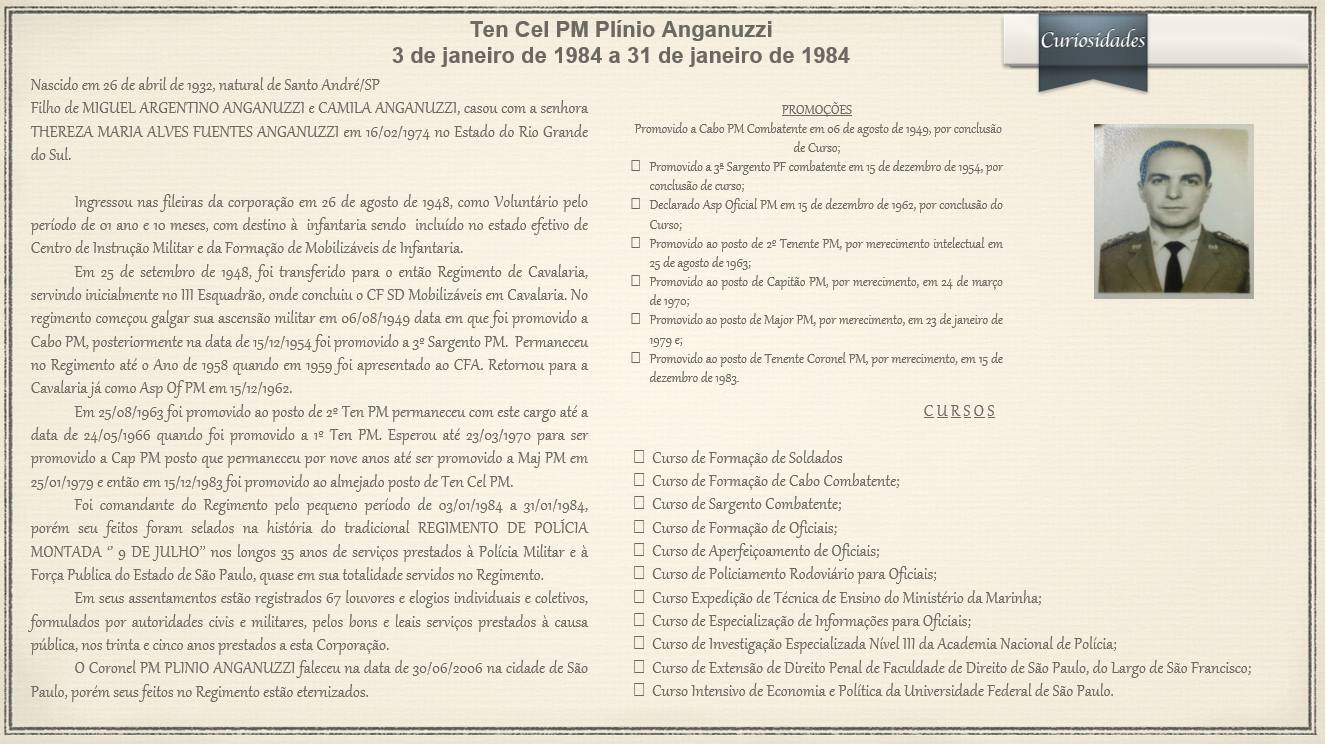 Ten Cel PM Plínio Anganuzzi
3 de janeiro de 1984 a 31 de janeiro de 1984
Curiosidades
Nascido em 26 de abril de 1932, natural de Santo André/SP
Filho de MIGUEL ARGENTINO ANGANUZZI e CAMILA ANGANUZZI, casou com a senhora
THEREZA MARIA ALVES FUENTES ANGANUZZI em 16/02/1974 no Estado do Rio Grande
do Sul.
Ingressou nas fileiras da corporação em 26 de agosto de 1948, como Voluntário pelo
período de 01 ano e 10 meses, com destino à infantaria sendo incluído no estado efetivo de
Centro de Instrução Militar e da Formação de Mobilizáveis de Infantaria.
Em 25 de setembro de 1948, foi transferido para o então Regimento de Cavalaria,
servindo inicialmente no III Esquadrão, onde concluiu o CF SD Mobilizáveis em Cavalaria. No
regimento começou galgar sua ascensão militar em 06/08/1949 data em que foi promovido a
Cabo PM, posteriormente na data de 15/12/1954 foi promovido a 3º Sargento PM. Permaneceu
no Regimento até o Ano de 1958 quando em 1959 foi apresentado ao CFA. Retornou para a
Cavalaria já como Asp Of PM em 15/12/1962.
Em 25/08/1963 foi promovido ao posto de 2º Ten PM permaneceu com este cargo até a
data de 24/05/1966 quando foi promovido a 1º Ten PM. Esperou até 23/03/1970 para ser
promovido a Cap PM posto que permaneceu por nove anos até ser promovido a Maj PM em
25/01/1979 e então em 15/12/1983 foi promovido ao almejado posto de Ten Cel PM.
Foi comandante do Regimento pelo pequeno período de 03/01/1984 a 31/01/1984,
porém seu feitos foram selados na história do tradicional REGIMENTO DE POLÍCIA
MONTADA “ 9 DE JULHO” nos longos 35 anos de serviços prestados à Polícia Militar e à
Força Publica do Estado de São Paulo, quase em sua totalidade servidos no Regimento.
Em seus assentamentos estão registrados 67 louvores e elogios individuais e coletivos,
formulados por autoridades civis e militares, pelos bons e leais serviços prestados à causa
pública, nos trinta e cinco anos prestados a esta Corporação.
O Coronel PM PLINIO ANGANUZZI faleceu na data de 30/06/2006 na cidade de São
Paulo, porém seus feitos no Regimento estão eternizados.
PROMOÇÕES
Promovido a Cabo PM Combatente em 06 de agosto de 1949, por conclusão
de Curso;
Promovido a 3ª Sargento PF combatente em 15 de dezembro de 1954, por
conclusão de curso;
Declarado Asp Oficial PM em 15 de dezembro de 1962, por conclusão do
Curso;
Promovido ao posto de 2º Tenente PM, por merecimento intelectual em
25 de agosto de 1963;
Promovido ao posto de Capitão PM, por merecimento, em 24 de março
de 1970;
Promovido ao posto de Major PM, por merecimento, em 23 de janeiro de
1979 e;
Promovido ao posto de Tenente Coronel PM, por merecimento, em 15 de
dezembro de 1983.
C U R S O S
Curso de Formação de Soldados
Curso de Formação de Cabo Combatente;
Curso de Sargento Combatente;
Curso de Formação de Oficiais;
Curso de Aperfeiçoamento de Oficiais;
Curso de Policiamento Rodoviário para Oficiais;
Curso Expedição de Técnica de Ensino do Ministério da Marinha;
Curso de Especialização de Informações para Oficiais;
Curso de Investigação Especializada Nível III da Academia Nacional de Polícia;
Curso de Extensão de Direito Penal de Faculdade de Direito de São Paulo, do Largo de São Francisco;
Curso Intensivo de Economia e Política da Universidade Federal de São Paulo.